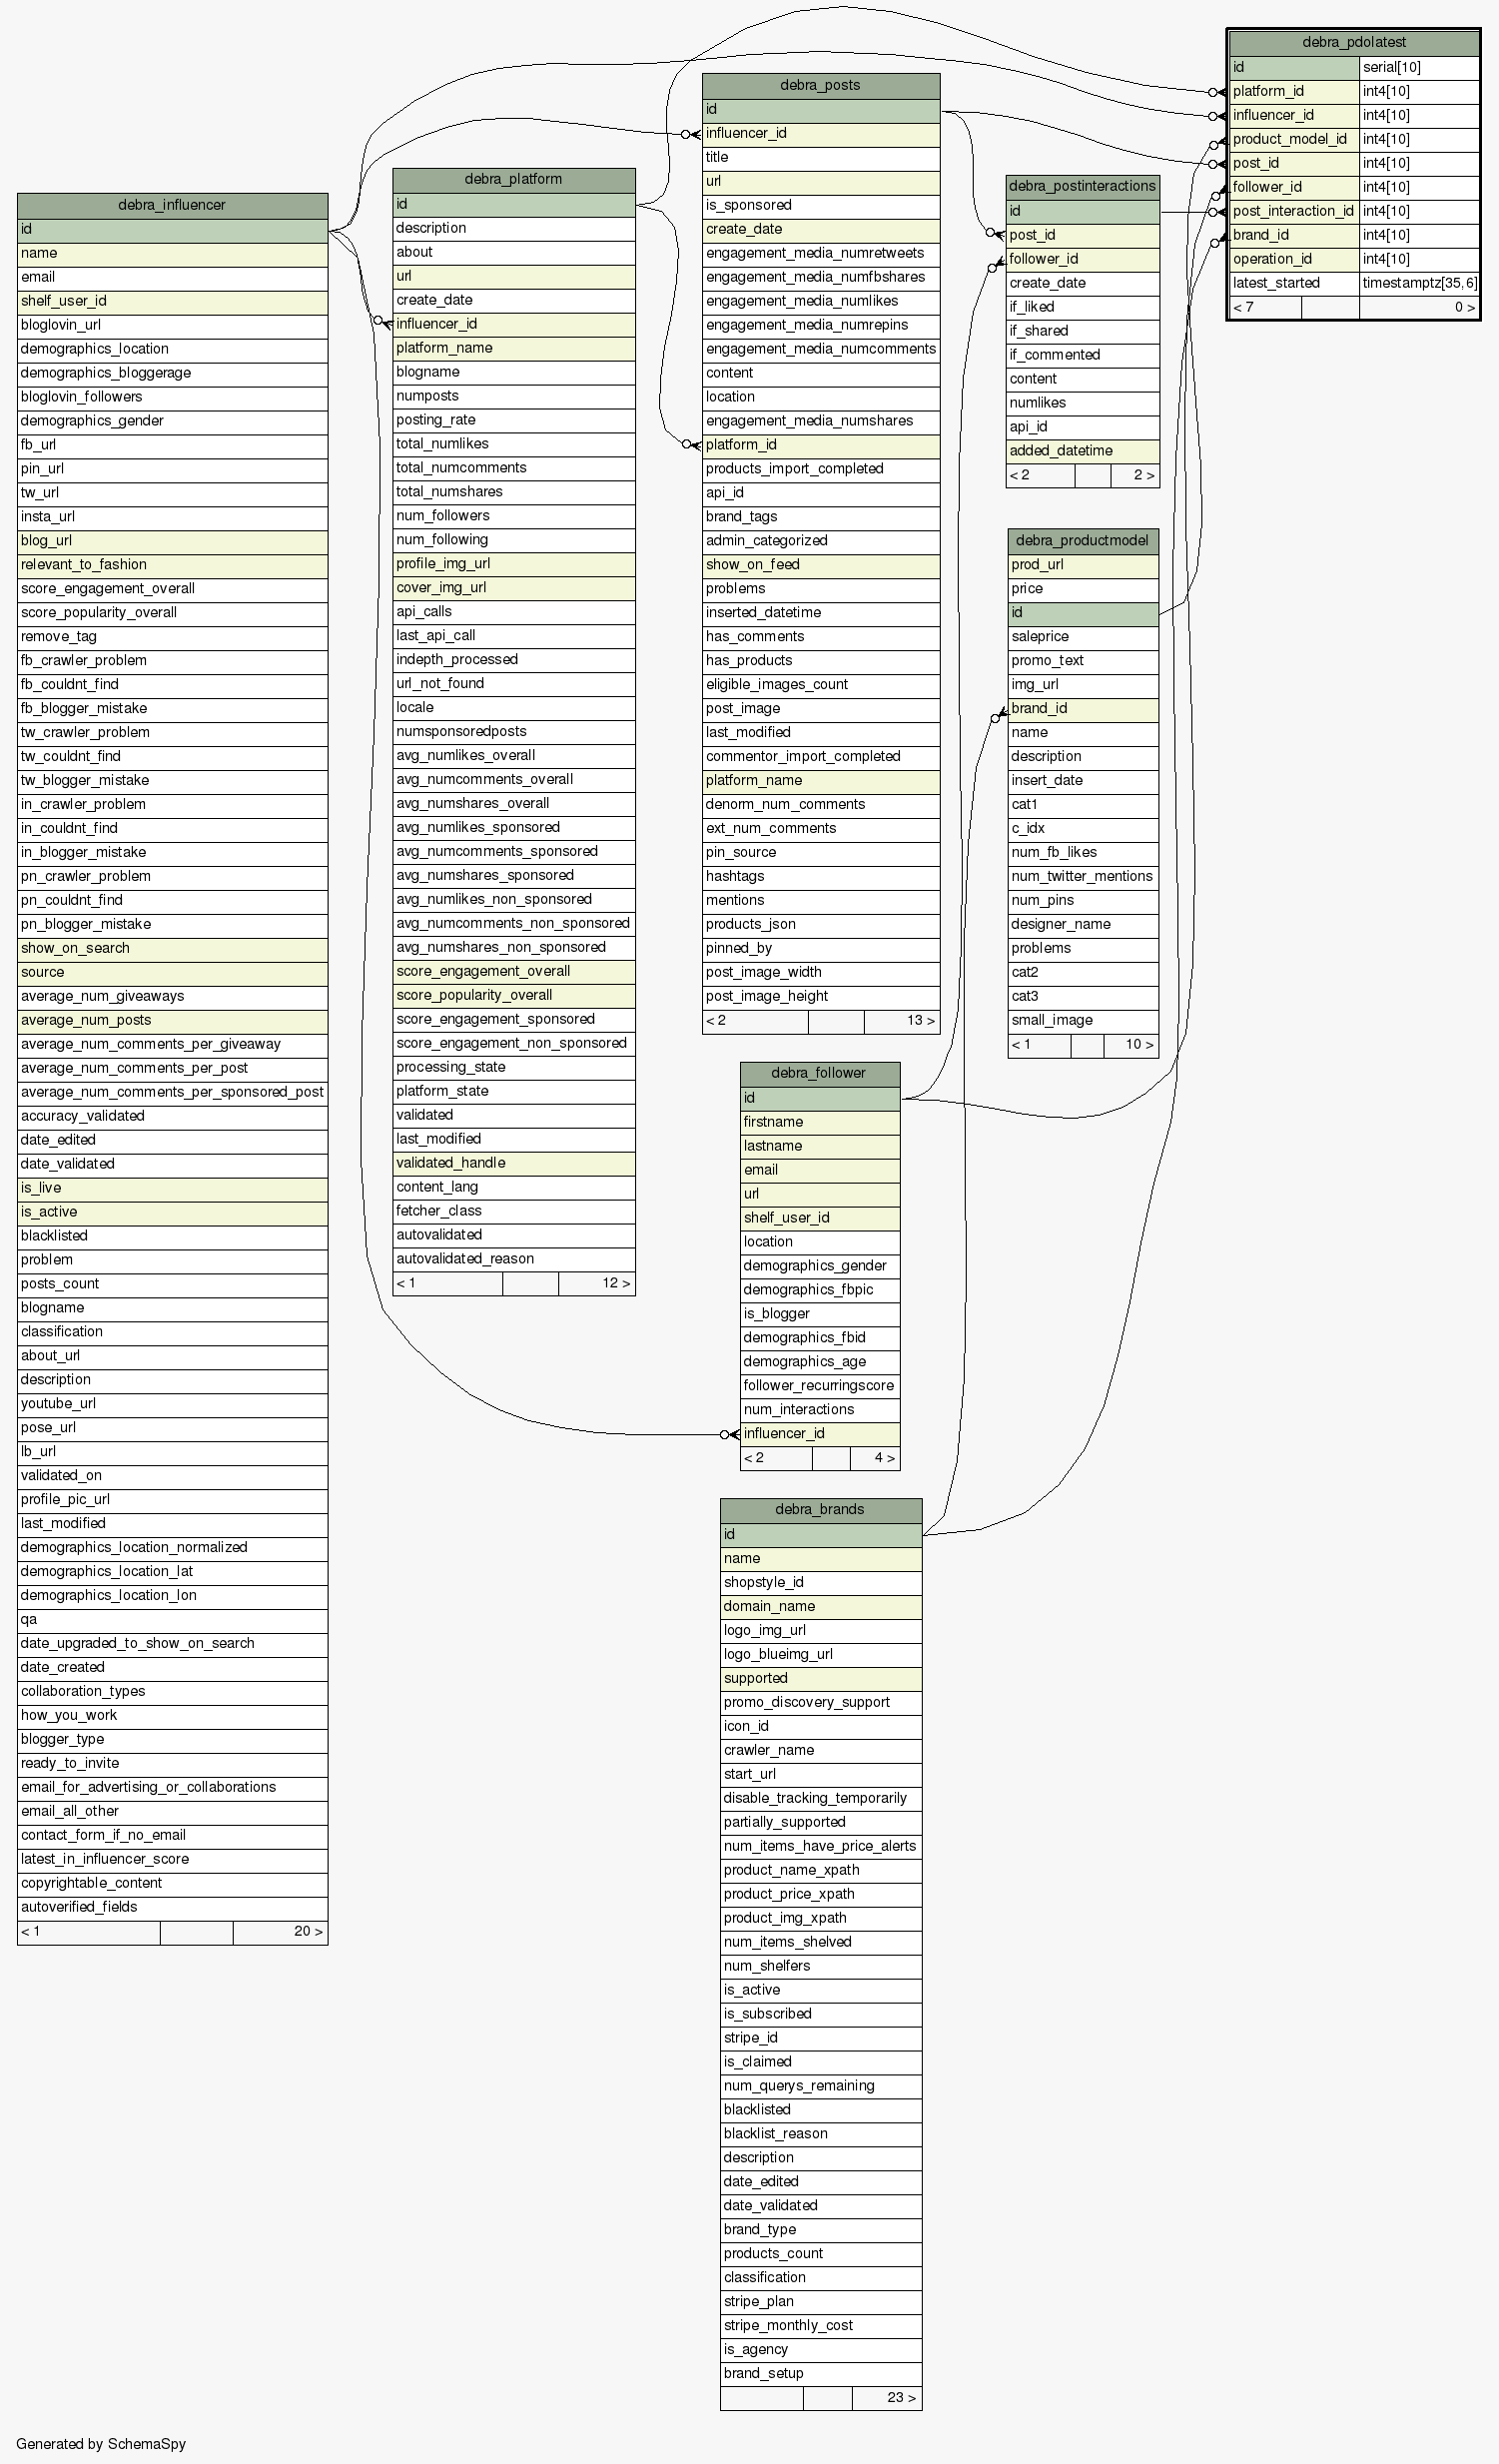 debra_influencer
id
name
email
shelf_user_id
bloglovin_url
demographics_location
demographics_bloggerage
bloglovin_followers
demographics_gender
fb_url
pin_url
tw_url
insta_url
blog_url
relevant_to_fashion
score_engagement_overall
score_popularity_overall
remove_tag
fb_crawler_problem
fb_couldnt_find
fb_blogger_mistake
tw_crawler_problem
tw_couldnt_find
tw_blogger_mistake
in_crawler_problem
in_couldnt_find
in_blogger_mistake
pn_crawler_problem
pn_couldnt_find
pn_blogger_mistake
show_on_search
source
average_num_giveaways
average_num_posts
average_num_comments_per_giveaway
average_num_comments_per_post
average_num_comments_per_sponsored_post
accuracy_validated
date_edited
date_validated
is_live
is_active
blacklisted
problem
posts_count
blogname
classification
about_url
description
youtube_url
pose_url
lb_url
validated_on
profile_pic_url
last_modified
demographics_location_normalized
demographics_location_lat
demographics_location_lon
qa
date_upgraded_to_show_on_search
date_created
collaboration_types
how_you_work
blogger_type
ready_to_invite
email_for_advertising_or_collaborations
email_all_other
contact_form_if_no_email
latest_in_influencer_score
copyrightable_content
autoverified_fields
< 1 20 >
debra_platform
id
description
about
url
create_date
influencer_id
platform_name
blogname
numposts
posting_rate
total_numlikes
total_numcomments
total_numshares
num_followers
num_following
profile_img_url
cover_img_url
api_calls
last_api_call
indepth_processed
url_not_found
locale
numsponsoredposts
avg_numlikes_overall
avg_numcomments_overall
avg_numshares_overall
avg_numlikes_sponsored
avg_numcomments_sponsored
avg_numshares_sponsored
avg_numlikes_non_sponsored
avg_numcomments_non_sponsored
avg_numshares_non_sponsored
score_engagement_overall
score_popularity_overall
score_engagement_sponsored
score_engagement_non_sponsored
processing_state
platform_state
validated
last_modified
validated_handle
content_lang
fetcher_class
autovalidated
autovalidated_reason
< 1 12 >
debra_posts
id
influencer_id
title
url
is_sponsored
create_date
engagement_media_numretweets
engagement_media_numfbshares
engagement_media_numlikes
engagement_media_numrepins
engagement_media_numcomments
content
location
engagement_media_numshares
platform_id
products_import_completed
api_id
brand_tags
admin_categorized
show_on_feed
problems
inserted_datetime
has_comments
has_products
eligible_images_count
post_image
last_modified
commentor_import_completed
platform_name
denorm_num_comments
ext_num_comments
pin_source
hashtags
mentions
products_json
pinned_by
post_image_width
post_image_height
< 2 13 >
debra_follower
id
firstname
lastname
email
url
shelf_user_id
location
demographics_gender
demographics_fbpic
is_blogger
demographics_fbid
demographics_age
follower_recurringscore
num_interactions
influencer_id
< 2 4 >
debra_brands
id
name
shopstyle_id
domain_name
logo_img_url
logo_blueimg_url
supported
promo_discovery_support
icon_id
crawler_name
start_url
disable_tracking_temporarily
partially_supported
num_items_have_price_alerts
product_name_xpath
product_price_xpath
product_img_xpath
num_items_shelved
num_shelfers
is_active
is_subscribed
stripe_id
is_claimed
num_querys_remaining
blacklisted
blacklist_reason
description
date_edited
date_validated
brand_type
products_count
classification
stripe_plan
stripe_monthly_cost
is_agency
brand_setup
23 >
debra_postinteractions
id
post_id
follower_id
create_date
if_liked
if_shared
if_commented
content
numlikes
api_id
added_datetime
< 2 2 >
debra_productmodel
prod_url
price
id
saleprice
promo_text
img_url
brand_id
name
description
insert_date
cat1
c_idx
num_fb_likes
num_twitter_mentions
num_pins
designer_name
problems
cat2
cat3
small_image
< 1 10 >
debra_pdolatest
id serial[10]
platform_id int4[10]
influencer_id int4[10]
product_model_id int4[10]
post_id int4[10]
follower_id int4[10]
post_interaction_id int4[10]
brand_id int4[10]
operation_id int4[10]
latest_started timestamptz[35,6]
< 7 0 >
Generated by SchemaSpy